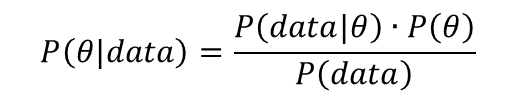 P(θ|data) = P(data|θ) · P(θ) / P(data)